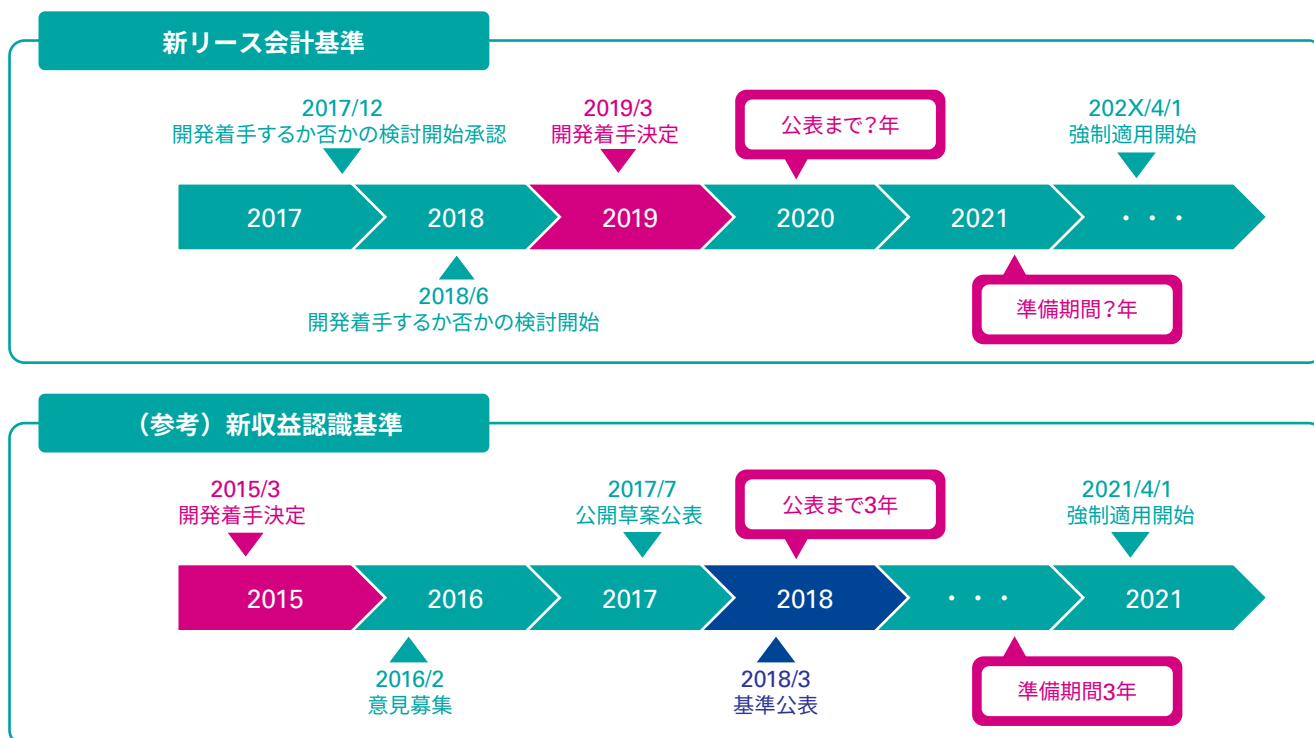 新リース会計基準
2017/12
開発着手するか否かの検討開始承認
2019/3
開発着手決定
公表まで?年
202X/4/1
強制適用開始
2017
2018
2019
2020
2021
・・・
2018/6
開発着手するか否かの検討開始
準備期間?年
(参考)新収益認識基準
2015/3
開発着手決定
2017/7
公開草案公表
公表まで3年
2021/4/1
強制適用開始
2015
2016
2017
2018
・・・
2021
2016/2
意見募集
2018/3
基準公表
準備期間3年